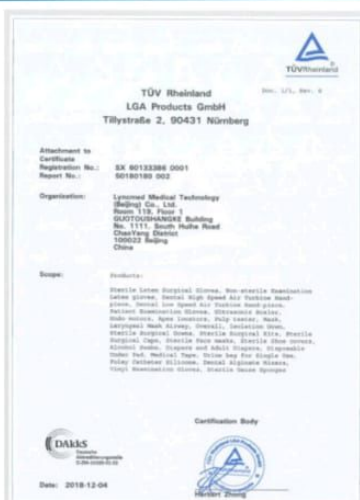 TÜVRheinland
Doc. 1/1, Rev. 0
TÜV Rheinland
LGA Products GmbH
Tillystraße 2, 90431 Nürnberg
Attachment to
Certificate
Registration No.: SX 60133386 0001
Report No.: 50180180 002
Organization: Lyncmed Medical Technology
(Beijing) Co., Ltd.
Room 119, Floor 1
GUOTOUSHANGKE Building
No. 1111, South Huihe Road
ChaoYang District
100022 Beijing
China
Scope: Products:
Sterile Latex Surgical Gloves, Non-sterile Examination
Latex gloves, Dental High Speed Air Turbine Hand-
piece, Dental low Speed Air Turbine Hand-piece,
Patient Examination Gloves, Ultrasonic Scaler,
Endo motors, Apex locators, Pulp tester, Mask,
Laryngeal Mask Airway, Overall, Isolation Gown,
Sterile Surgical Gowns, Sterile Surgical Kits, Sterile
Surgical Caps, Sterile Face masks, Sterile Shoe covers,
Alcohol Swabs, Diapers and Adult Diapers, Disposable
Under Pad, Medical Tape, Urine bag for Single Use,
Foley Catheter Silicone, Dental Alginate Mixers,
Vinyl Examination Gloves, Sterile Gauze Sponges
Certification Body
DAkkS
Deutsche
Akkreditierungsstelle
Date: 2018-12-04
Herbert Zhong